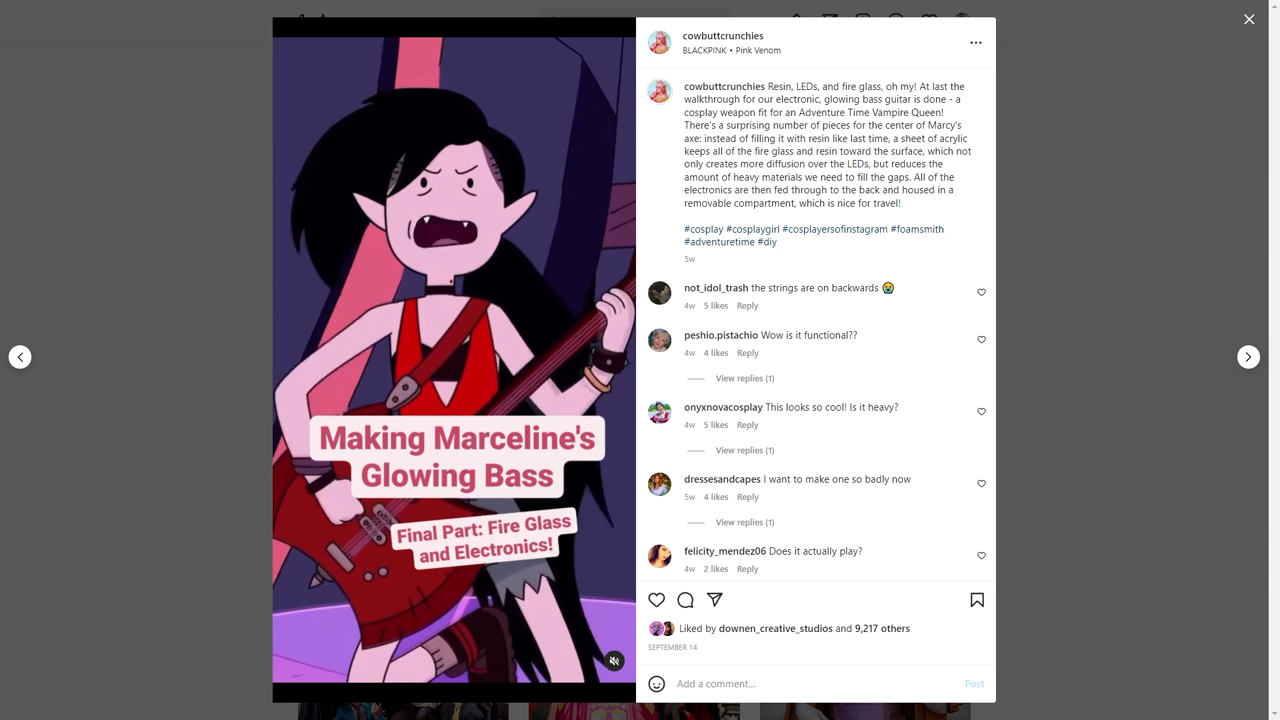 Making Marceline's
Glowing Bass
Final Part: Fire Glass
and Electronics!
cowbuttcrunchies
BLACKPINK • Pink Venom
cowbuttcrunchies Resin, LEDs, and fire glass, oh my! At last the
walkthrough for our electronic, glowing bass guitar is done - a
cosplay weapon fit for an Adventure Time Vampire Queen!
There's a surprising number of pieces for the center of Marcy's
axe: instead of filling it with resin like last time, a sheet of acrylic
keeps all of the fire glass and resin toward the surface, which not
only creates more diffusion over the LEDs, but reduces the
amount of heavy materials we need to fill the gaps. All of the
electronics are then fed through to the back and housed in a
removable compartment, which is nice for travel!
#cosplay #cosplaygirl #cosplayersofinstagram #foamsmith
#adventuretime #diy
5w
not_idol_trash the strings are on backwards 😭
4w 5 likes Reply
peshio.pistachio Wow is it functional??
4w 4 likes Reply
View replies (1)
onyxnovacosplay This looks so cool! Is it heavy?
4w 5 likes Reply
View replies (1)
dressesandcapes I want to make one so badly now
5w 4 likes Reply
View replies (1)
felicity_mendez06 Does it actually play?
4w 2 likes Reply
Liked by downen_creative_studios and 9,217 others
SEPTEMBER 14
Add a comment...
Post